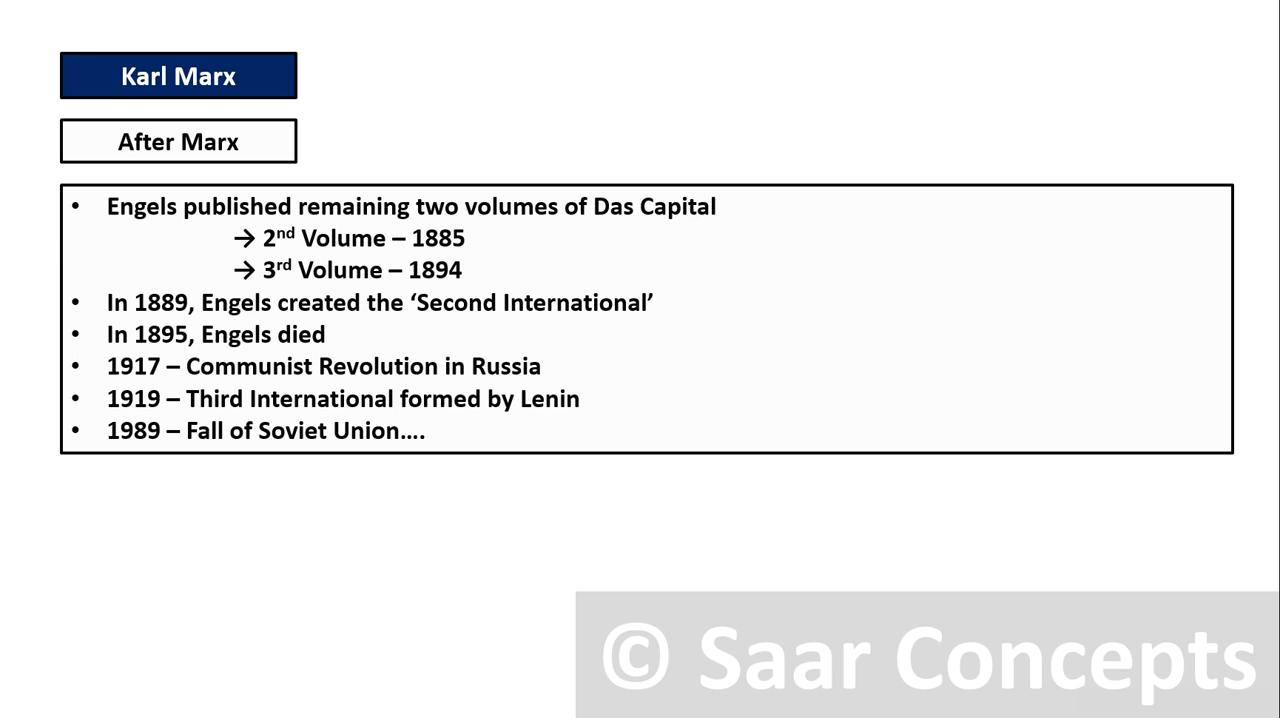 Karl Marx
After Marx
• Engels published remaining two volumes of Das Capital
→ 2nd Volume – 1885
→ 3rd Volume – 1894
• In 1889, Engels created the ‘Second International’
• In 1895, Engels died
• 1917 – Communist Revolution in Russia
• 1919 – Third International formed by Lenin
• 1989 – Fall of Soviet Union....
© Saar Concepts